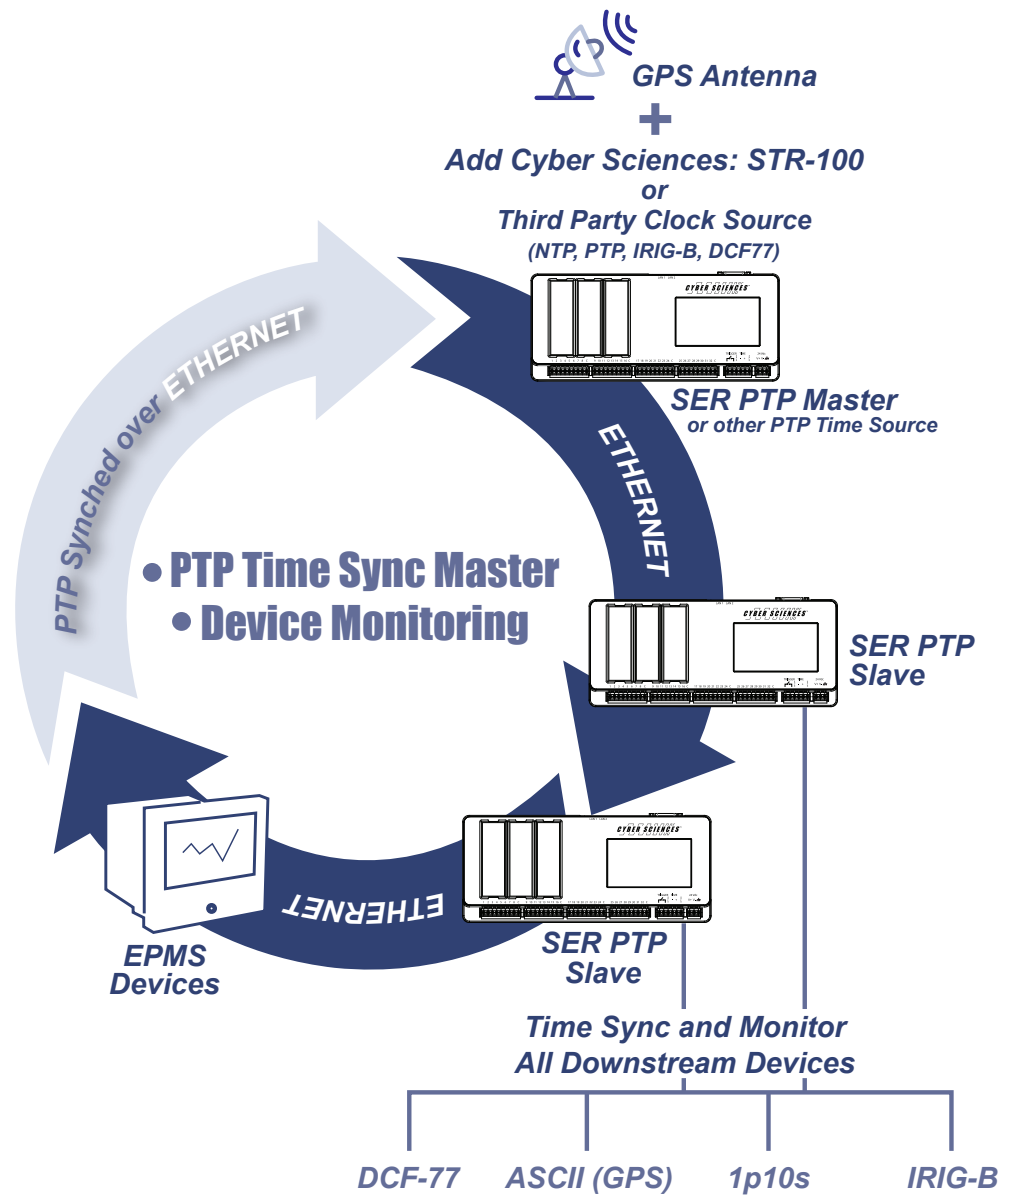 GPS Antenna
+
Add Cyber Sciences: STR-100
or
Third Party Clock Source
(NTP, PTP, IRIG-B, DCF77)
CYBER SCIENCES
SER PTP Master
or other PTP Time Source
PTP Synched over ETHERNET
ETHERNET
• PTP Time Sync Master
• Device Monitoring
CYBER SCIENCES
SER PTP
Slave
CYBER SCIENCES
ETHERNET
SER PTP
Slave
EPMS
Devices
Time Sync and Monitor
All Downstream Devices
DCF-77
ASCII (GPS)
1p10s
IRIG-B